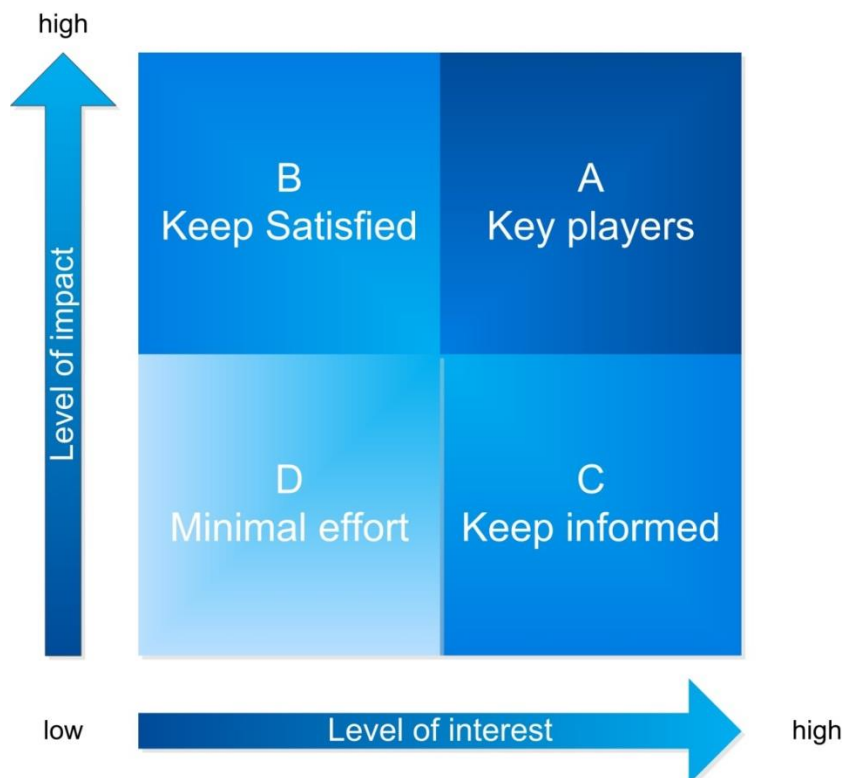 high
B
Keep Satisfied
A
Key players
Level of impact
D
Minimal effort
C
Keep informed
low
Level of interest
high